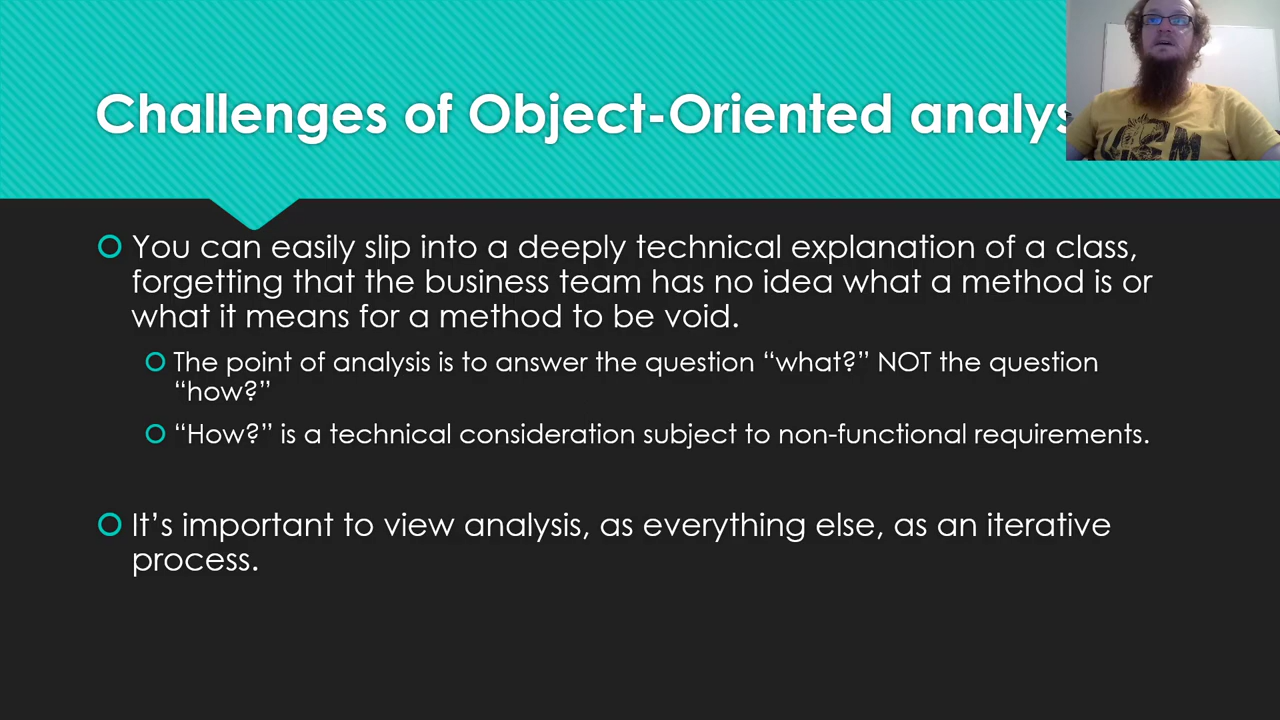 Challenges of Object-Oriented analys
You can easily slip into a deeply technical explanation of a class,
forgetting that the business team has no idea what a method is or
what it means for a method to be void.
The point of analysis is to answer the question “what?” NOT the question
“how?”
“How?” is a technical consideration subject to non-functional requirements.
It’s important to view analysis, as everything else, as an iterative
process.